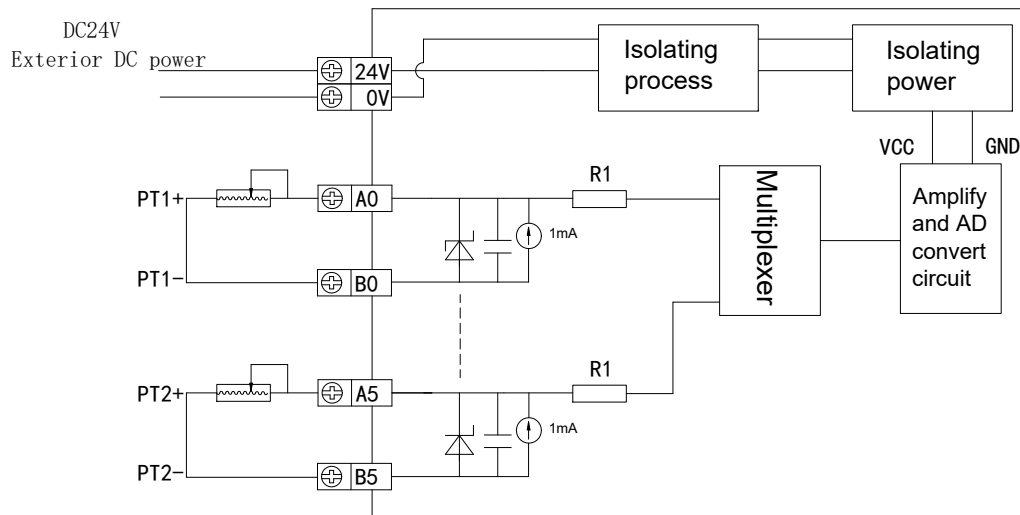 DC24V
Exterior DC power
24V
0V
Isolating
process
Isolating
power
VCC
GND
PT1+
A0
R1
1mA
PT1-
B0
Multiplexer
Amplify
and AD
convert
circuit
PT2+
A5
R1
1mA
PT2-
B5